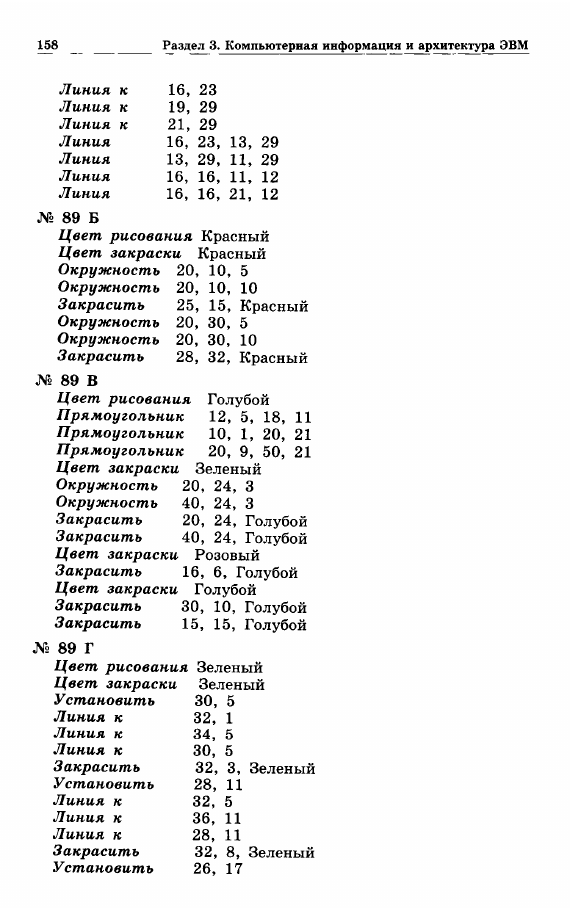 158 Раздел 3. Компьютерная информация и архитектура ЭВМ
Линия к 16, 23
Линия к 19, 29
Линия к 21, 29
Линия 16, 23, 13, 29
Линия 13, 29, 11, 29
Линия 16, 16, 11, 12
Линия 16, 16, 21, 12
№ 89 Б
Цвет рисования Красный
Цвет закраски Красный
Окружность 20, 10, 5
Окружность 20, 10, 10
Закрасить 25, 15, Красный
Окружность 20, 30, 5
Окружность 20, 30, 10
Закрасить 28, 32, Красный
№ 89 В
Цвет рисования Голубой
Прямоугольник 12, 5, 18, 11
Прямоугольник 10, 1, 20, 21
Прямоугольник 20, 9, 50, 21
Цвет закраски Зеленый
Окружность 20, 24, 3
Окружность 40, 24, 3
Закрасить 20, 24, Голубой
Закрасить 40, 24, Голубой
Цвет закраски Розовый
Закрасить 16, 6, Голубой
Цвет закраски Голубой
Закрасить 30, 10, Голубой
Закрасить 15, 15, Голубой
№ 89 Г
Цвет рисования Зеленый
Цвет закраски Зеленый
Установить 30, 5
Линия к 32, 1
Линия к 34, 5
Линия к 30, 5
Закрасить 32, 3, Зеленый
Установить 28, 11
Линия к 32, 5
Линия к 36, 11
Линия к 28, 11
Закрасить 32, 8, Зеленый
Установить 26, 17